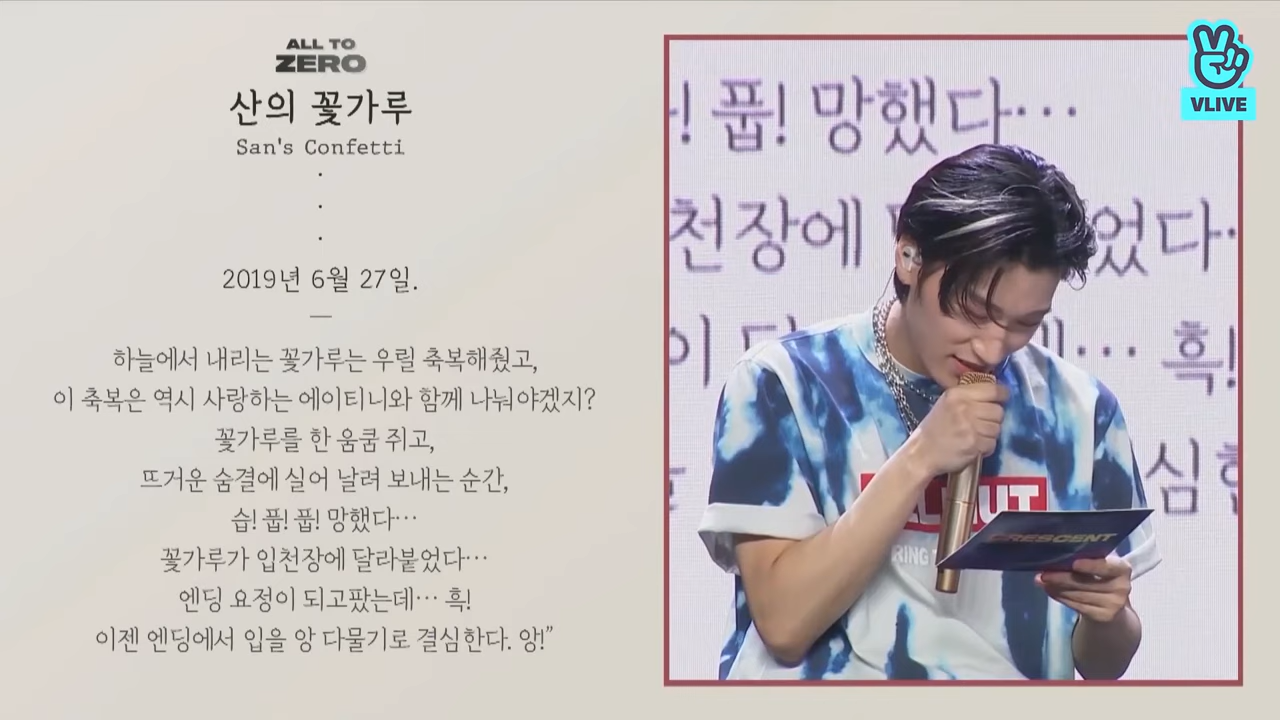 ALL TO
ZERO
산의 꽃가루
San's Confetti
2019년 6월 27일.
하늘에서 내리는 꽃가루는 우릴 축복해줬고,
이 축복은 역시 사랑하는 에이티니와 함께 나눠야겠지?
꽃가루를 한 움쿰 쥐고,
뜨거운 숨결에 실어 날려 보내는 순간,
습! 풉! 풉! 망했다…
꽃가루가 입천장에 달라붙었다…
엔딩 요정이 되고팠는데… 흑!
이젠 엔딩에서 입을 앙 다물기로 결심한다. 앙!”
VLIVE
! 풉! 망했다…
천장에 었다…
… 흑!
심
CRESCENT